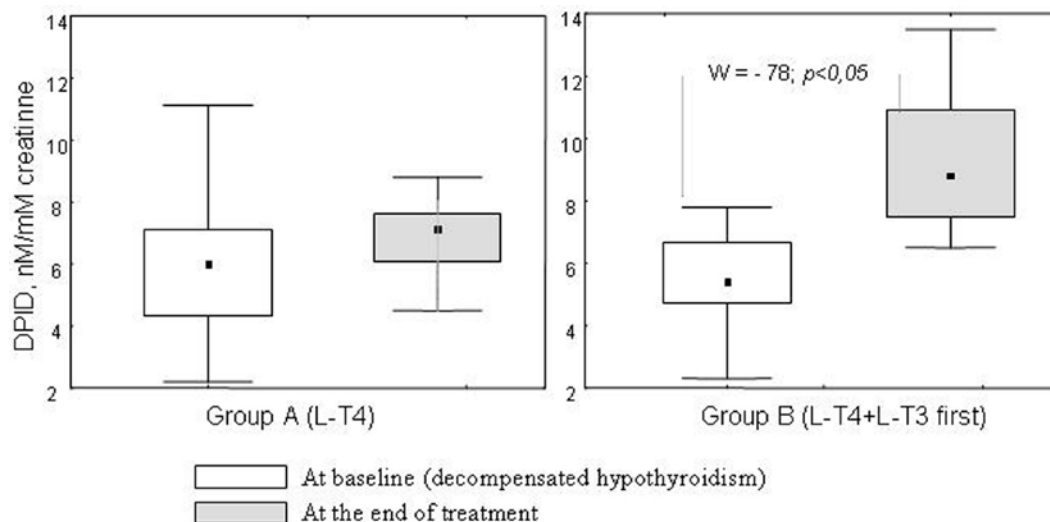 DPID, nM/mM creatinne
14
12
10
8
6
4
2
Group A (L-T4)
14
12
10
8
6
4
2
W = - 78; p<0,05
Group B (L-T4+L-T3 first)
At baseline (decompensated hypothyroidism)
At the end of treatment